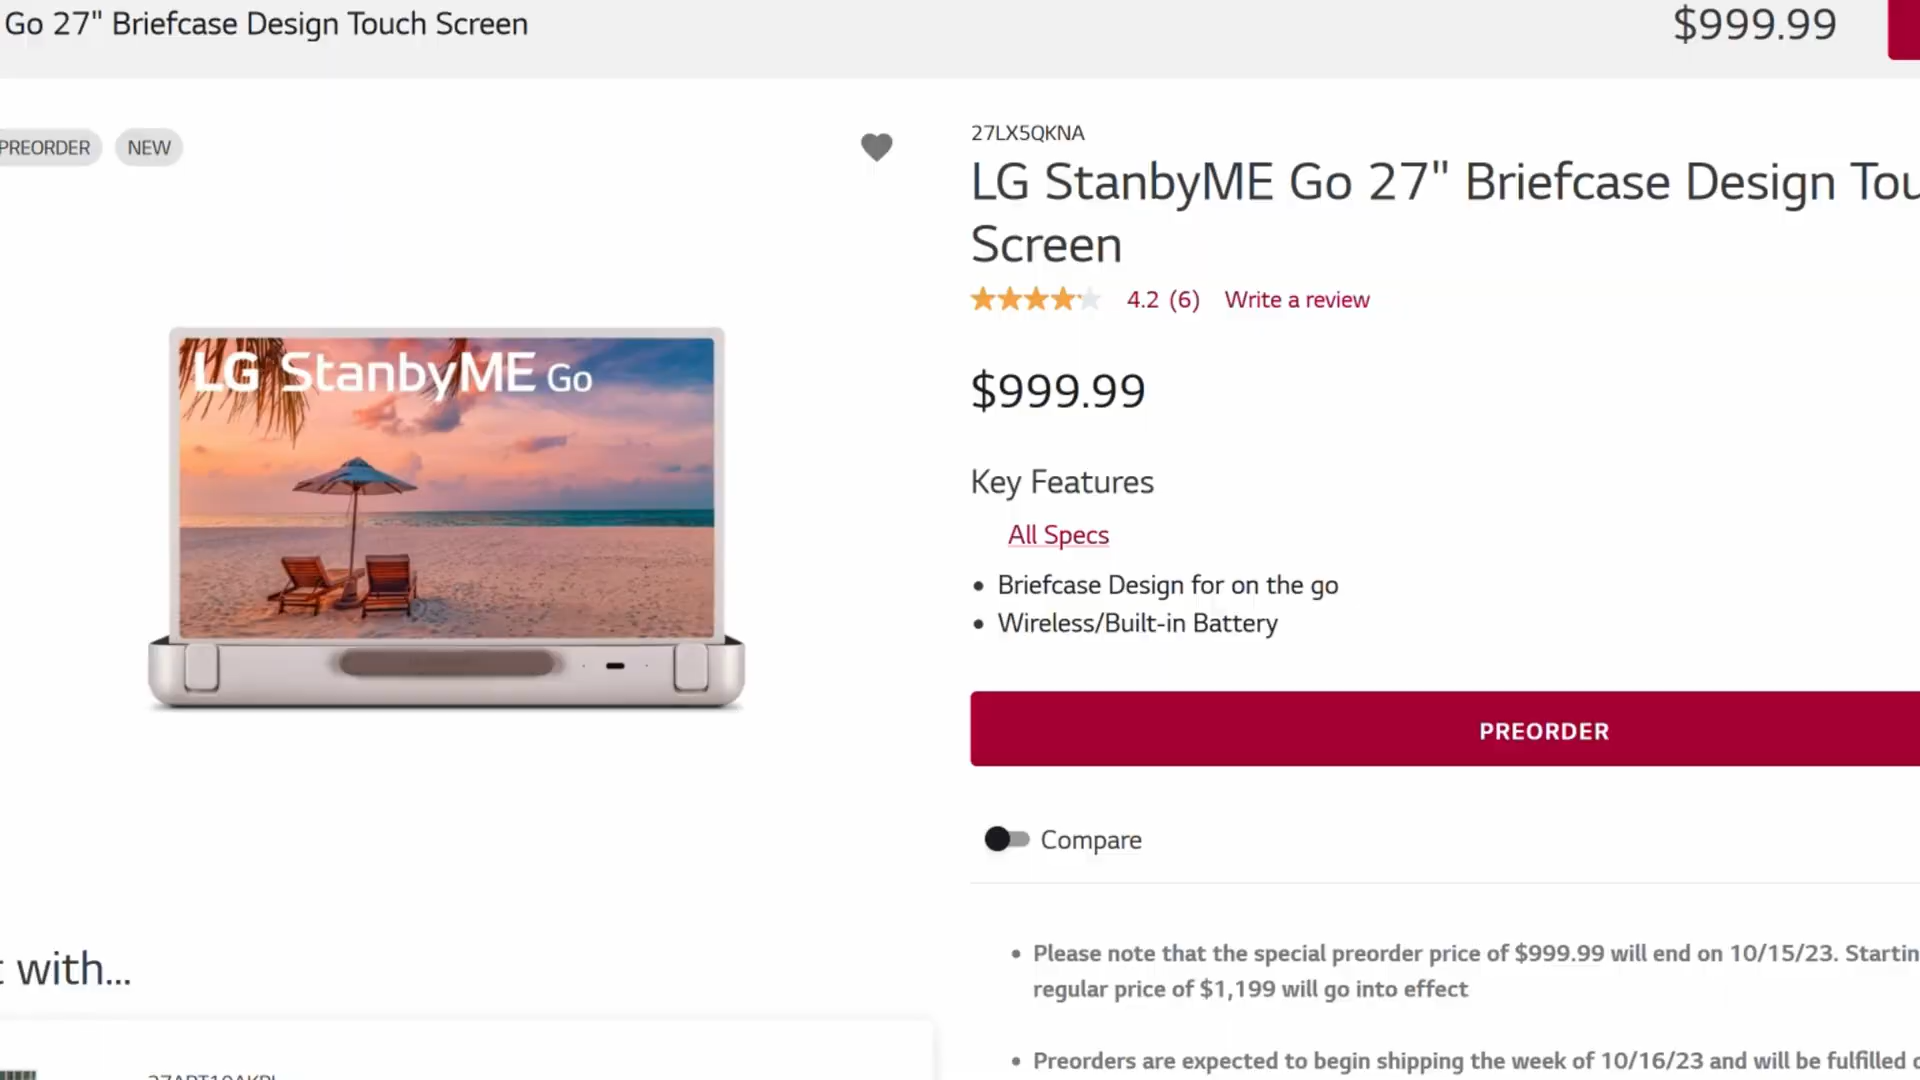 Go 27" Briefcase Design Touch Screen
$999.99
PREORDER
NEW
27LX5QKNA
LG StanbyME Go 27" Briefcase Design Tou
Screen
4.2 (6) Write a review
$999.99
LG StanbyME Go
Key Features
All Specs
• Briefcase Design for on the go
• Wireless/Built-in Battery
PREORDER
Compare
with...
• Please note that the special preorder price of $999.99 will end on 10/15/23. Startin
regular price of $1,199 will go into effect
• Preorders are expected to begin shipping the week of 10/16/23 and will be fulfilled